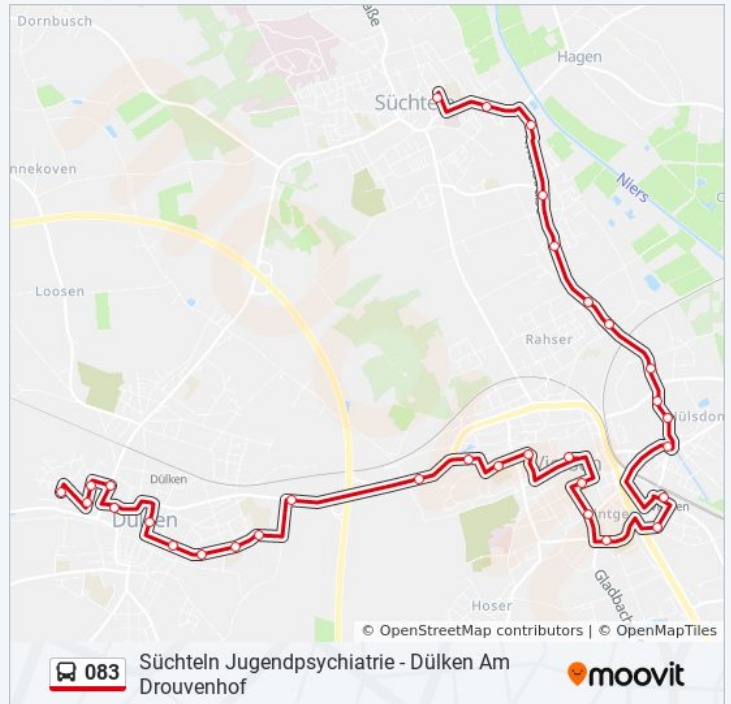 Dornbusch
Hagen
Süchte
Niers
nnekoven
Loosen
Rahser
Hülsdon
Dülken
Dülken
Hoser
Gladbach
© OpenStreetMap contributors | © OpenMapTiles
083
Süchteln Jugendpsychiatrie - Dülken Am
Drouvenhof
moovit